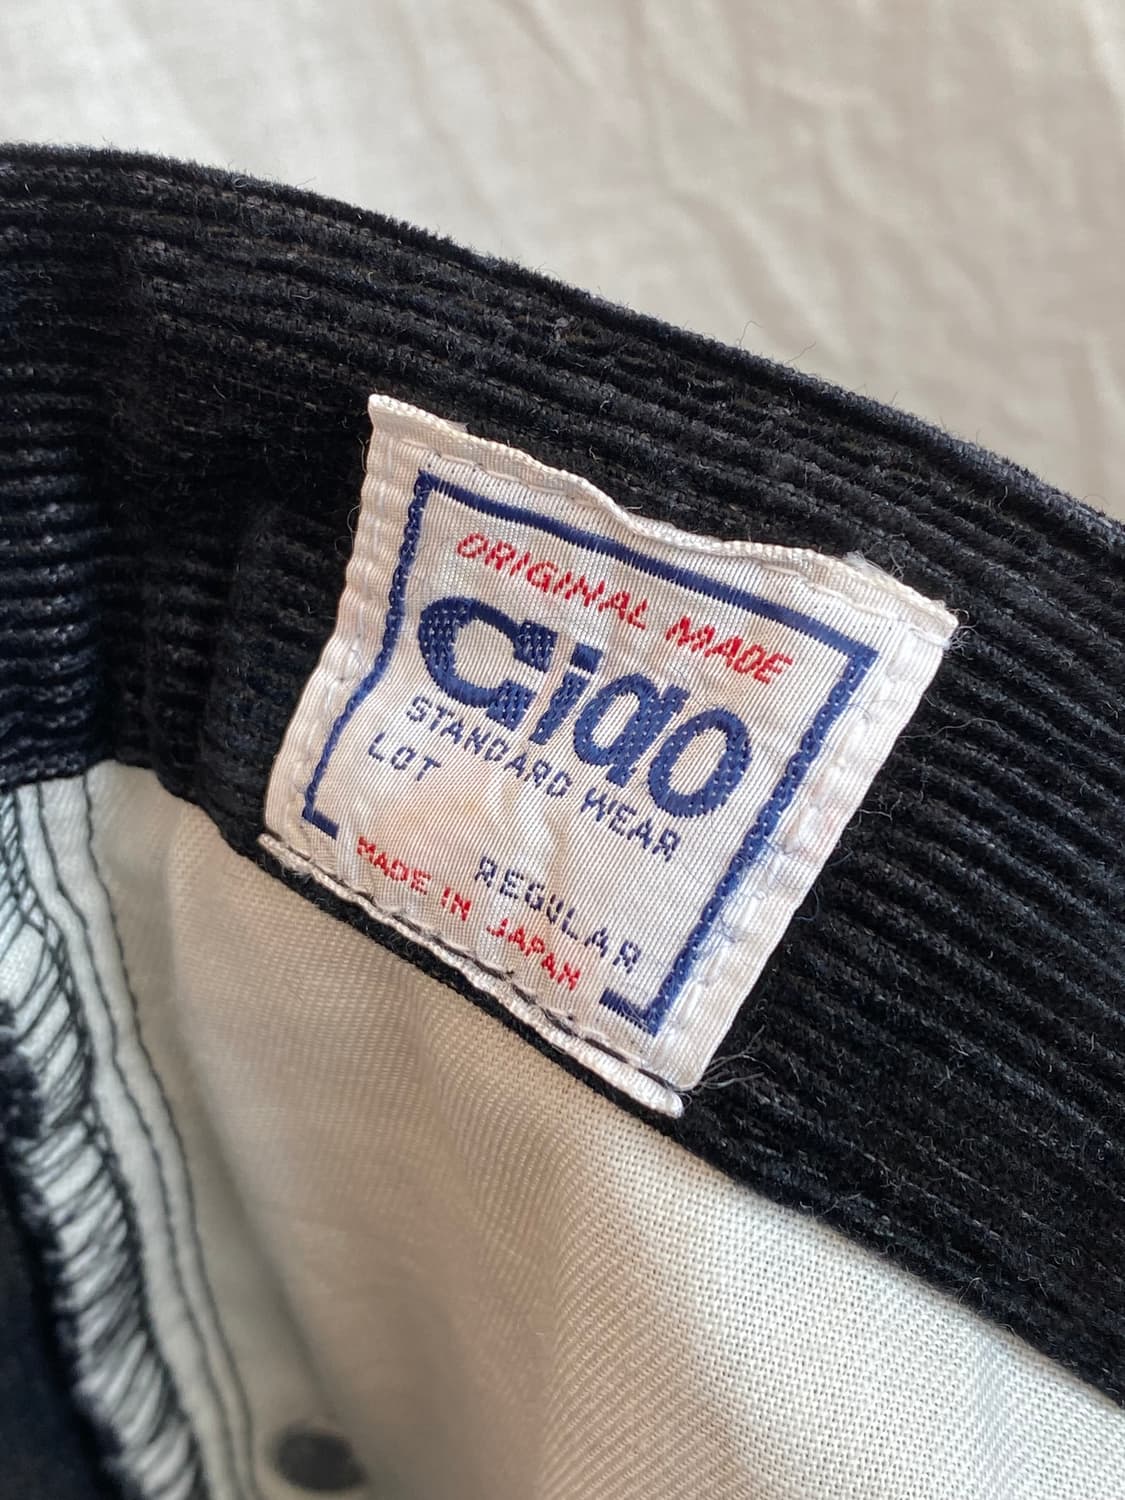 ORIGINAL MADE
Ciao
STANDARD WEAR
LOT
REGULAR
MADE IN JAPAN